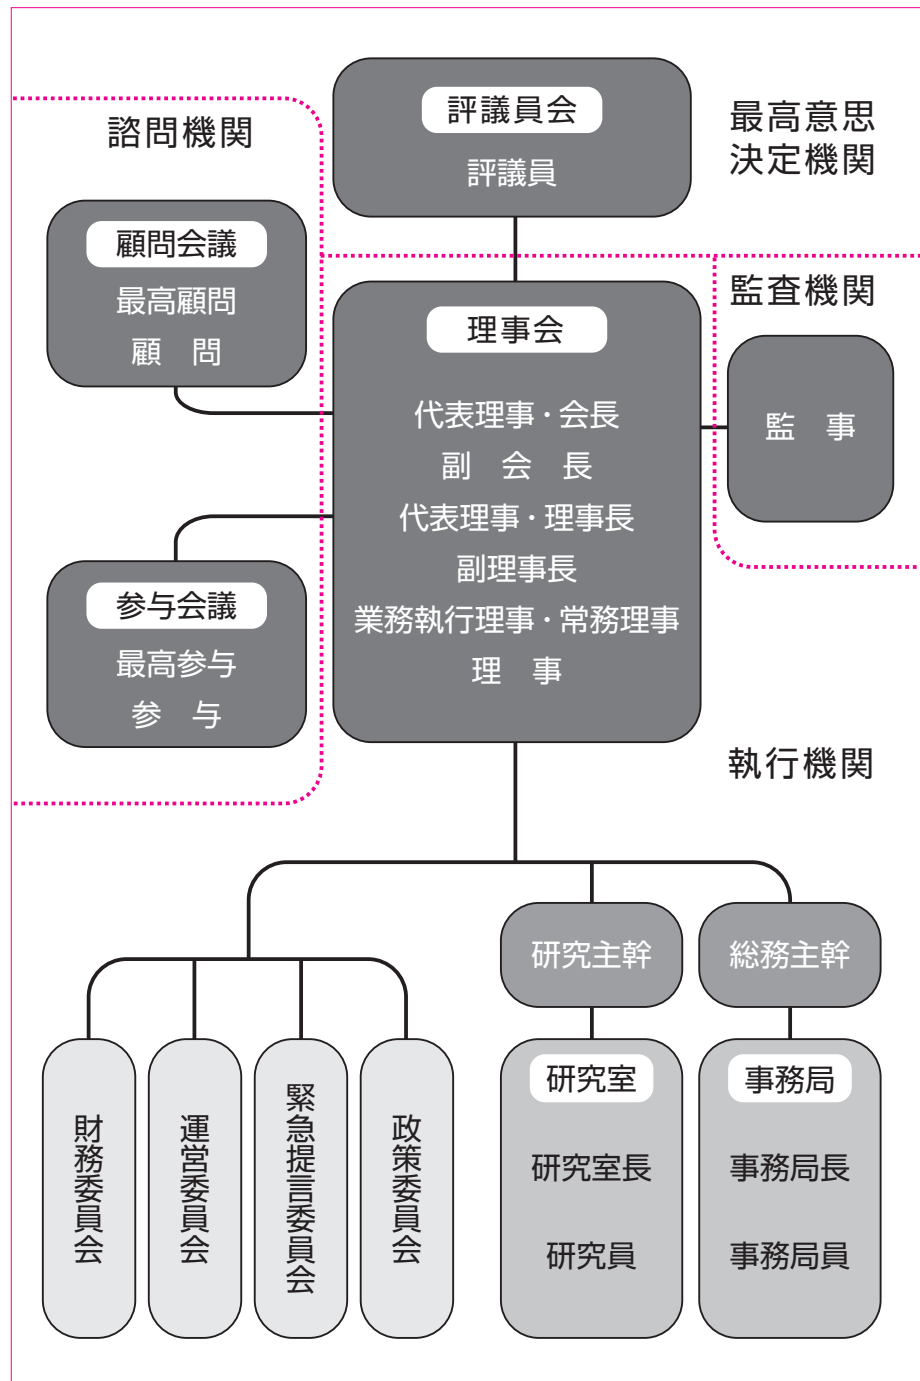 評議員会
評議員
最高意思
決定機関
諮問機関
顧問会議
最高顧問
顧　問
監査機関
理事会
代表理事・会長
副　会　長
代表理事・理事長
副理事長
業務執行理事・常務理事
理　事
監　事
参与会議
最高参与
参　与
執行機関
研究主幹
総務主幹
財務委員会
運営委員会
緊急提言委員会
政策委員会
研究室
研究室長
研究員
事務局
事務局長
事務局員